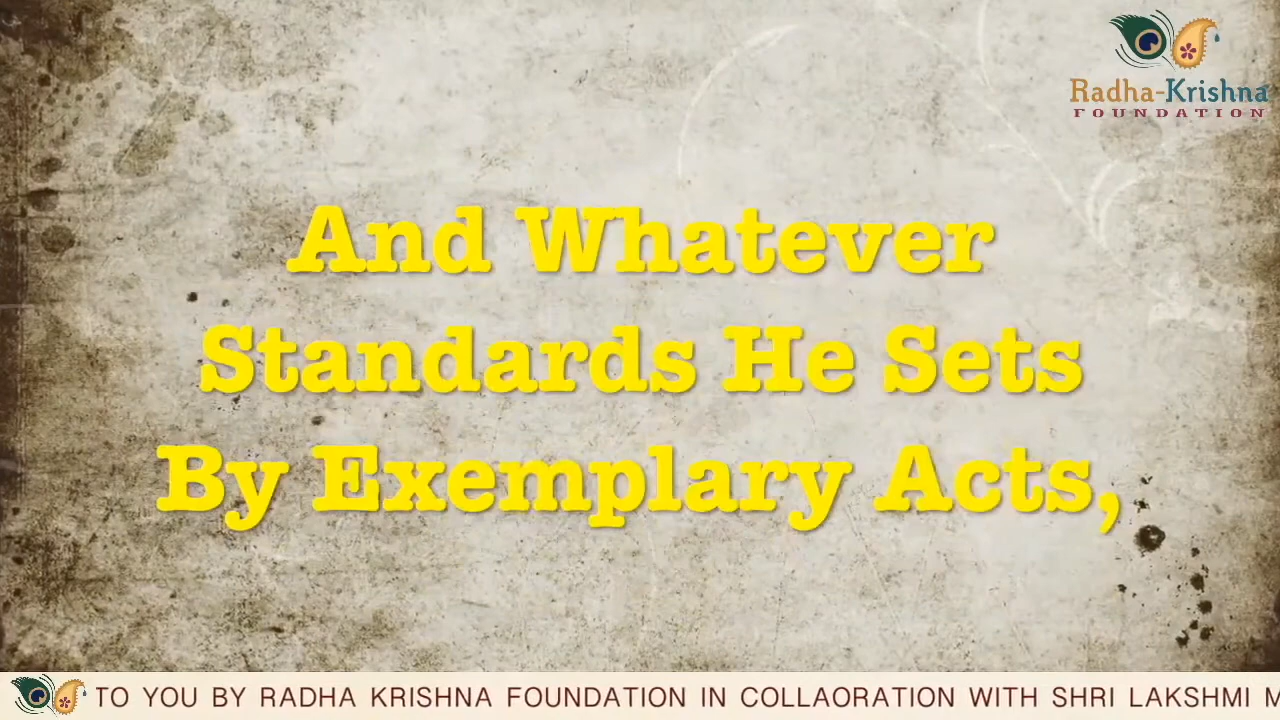 Radha-Krishna
FOUNDATION
And Whatever
Standards He Sets
By Exemplary Acts,
TO YOU BY RADHA KRISHNA FOUNDATION IN COLLAORATION WITH SHRI LAKSHMI M